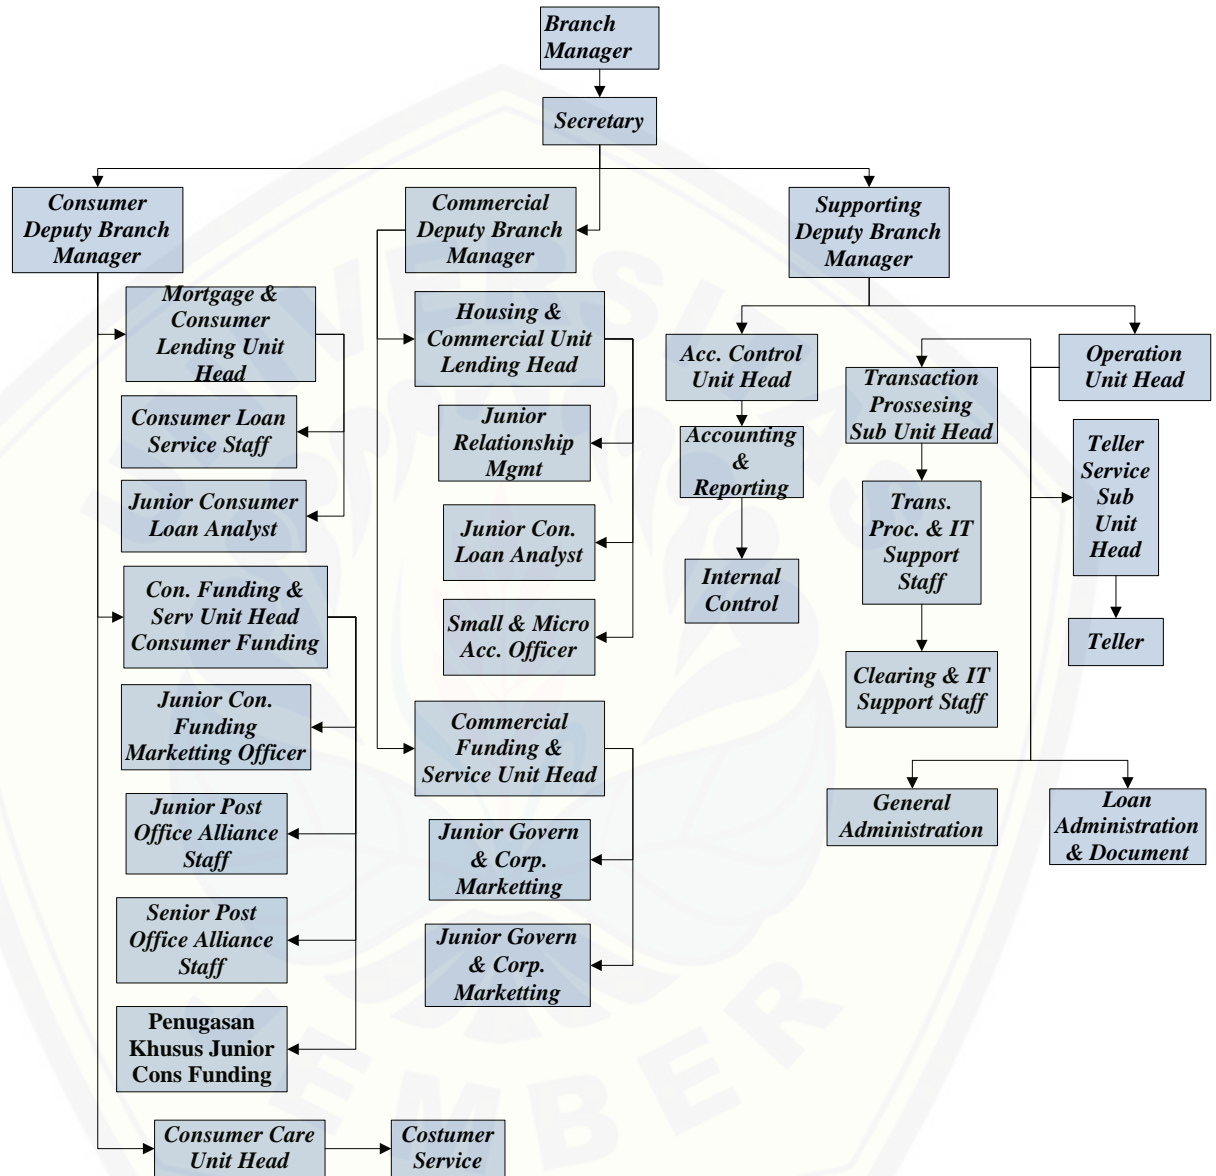 Branch
Manager
Secretary
Consumer
Deputy Branch
Manager
Commercial
Deputy Branch
Manager
Supporting
Deputy Branch
Manager
Mortgage &
Consumer
Lending Unit
Head
Consumer Loan
Service Staff
Junior Consumer
Loan Analyst
Con. Funding &
Serv Unit Head
Consumer Funding
Junior Con.
Funding
Marketting Officer
Junior Post
Office Alliance
Staff
Senior Post
Office Alliance
Staff
Penugasan
Khusus Junior
Cons Funding
Consumer Care
Unit Head
Costumer
Service
Housing &
Commercial Unit
Lending Head
Junior
Relationship
Mgmt
Junior Con.
Loan Analyst
Small & Micro
Acc. Officer
Commercial
Funding &
Service Unit Head
Junior Govern
& Corp.
Marketting
Junior Govern
& Corp.
Marketting
Acc. Control
Unit Head
Accounting
&
Reporting
Internal
Control
Operation
Unit Head
Transaction
Prossesing
Sub Unit Head
Trans.
Proc. & IT
Support
Staff
Clearing & IT
Support Staff
Teller
Service
Sub
Unit
Head
Teller
General
Administration
Loan
Administration
& Document
UNIVERSITAS
JEMBER